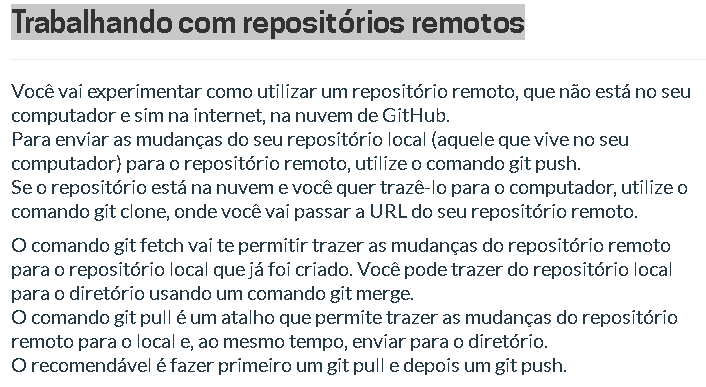 Trabalhando com repositórios remotos
Você vai experimentar como utilizar um repositório remoto, que não está no seu
computador e sim na internet, na nuvem de GitHub.
Para enviar as mudanças do seu repositório local (aquele que vive no seu
computador) para o repositório remoto, utilize o comando git push.
Se o repositório está na nuvem e você quer trazê-lo para o computador, utilize o
comando git clone, onde você vai passar a URL do seu repositório remoto.
O comando git fetch vai te permitir trazer as mudanças do repositório remoto
para o repositório local que já foi criado. Você pode trazer do repositório local
para o diretório usando um comando git merge.
O comando git pull é um atalho que permite trazer as mudanças do repositório
remoto para o local e, ao mesmo tempo, enviar para o diretório.
O recomendável é fazer primeiro um git pull e depois um git push.